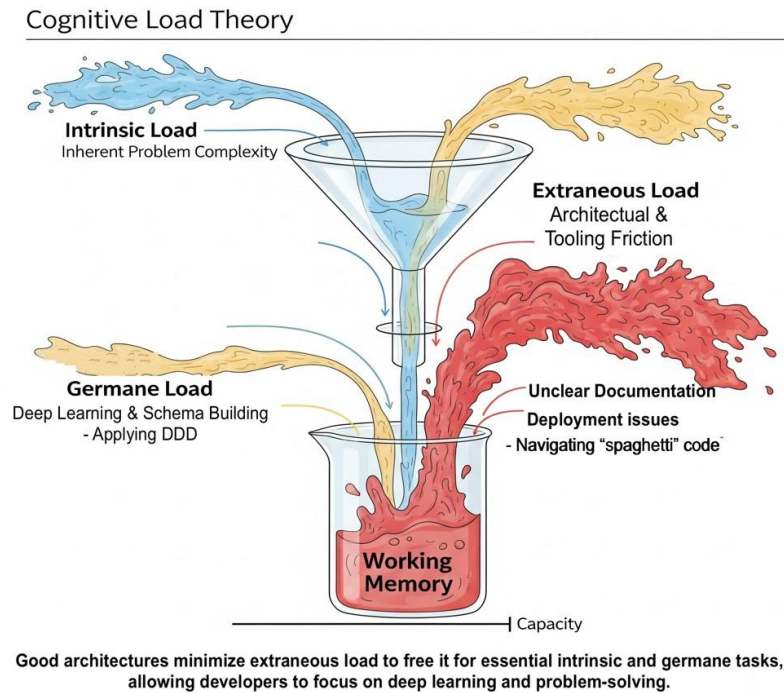 Cognitive Load Theory
Intrinsic Load
Inherent Problem Complexity
Extraneous Load
Architectual &
Tooling Friction
Germane Load
Deep Learning & Schema Building
- Applying DDD
Unclear Documentation
Deployment issues
- Navigating “spaghetti” code
Working
Memory
Capacity
Good architectures minimize extraneous load to free it for essential intrinsic and germane tasks,
allowing developers to focus on deep learning and problem-solving.